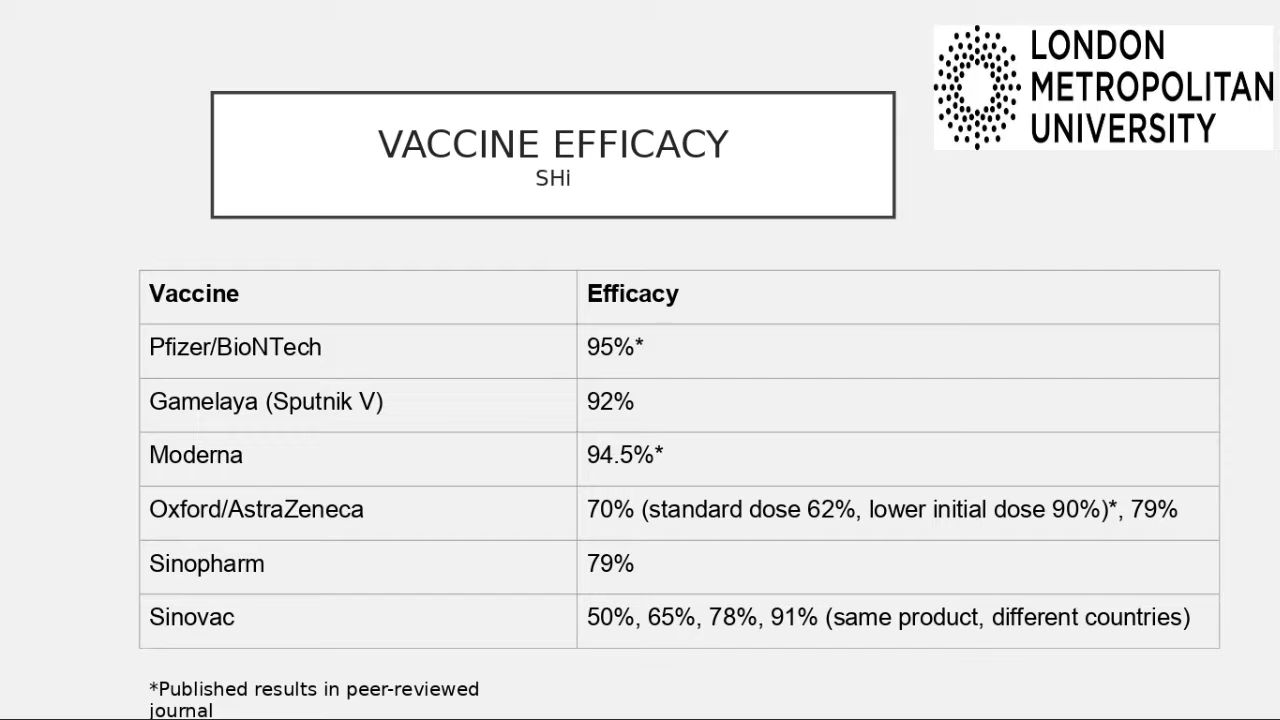 LONDON
METROPOLITAN
UNIVERSITY
VACCINE EFFICACY
SHi
Vaccine Efficacy
Pfizer/BioNTech 95%*
Gamelaya (Sputnik V) 92%
Moderna 94.5%*
Oxford/AstraZeneca 70% (standard dose 62%, lower initial dose 90%)*, 79%
Sinopharm 79%
Sinovac 50%, 65%, 78%, 91% (same product, different countries)
*Published results in peer-reviewed
journal